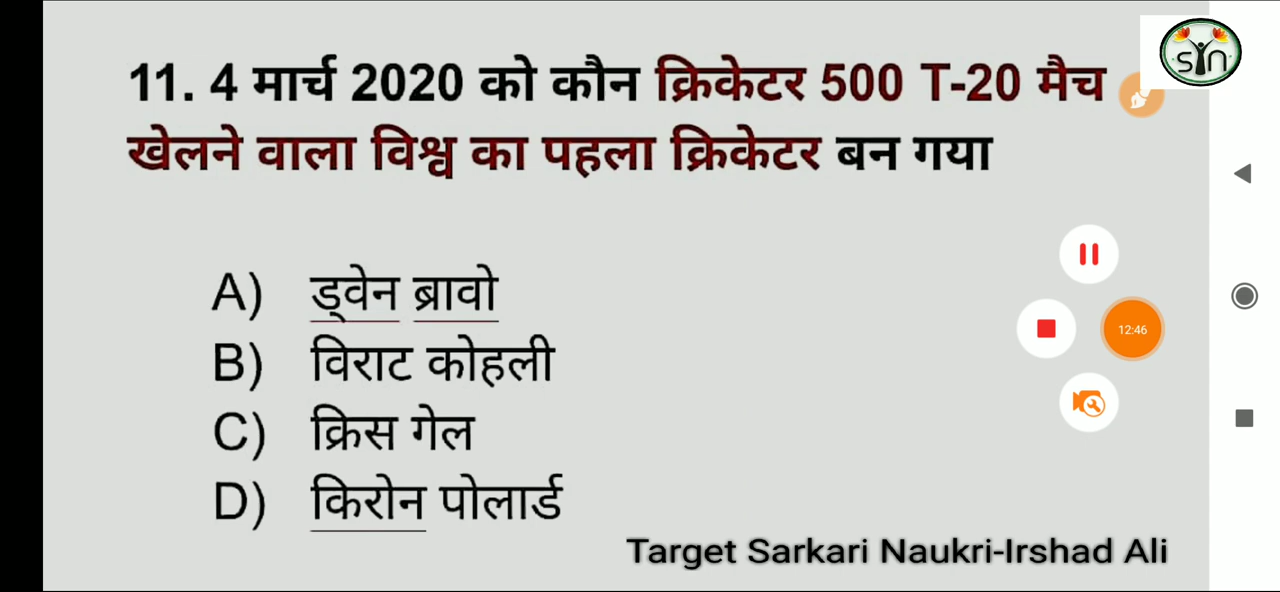 11. 4 मार्च 2020 को कौन क्रिकेटर 500 T-20 मैच
खेलने वाला विश्व का पहला क्रिकेटर बन गया
A) ड्वेन ब्रावो
B) विराट कोहली
C) क्रिस गेल
D) किरोन पोलार्ड
Target Sarkari Naukri-Irshad Ali
SYN
12:46